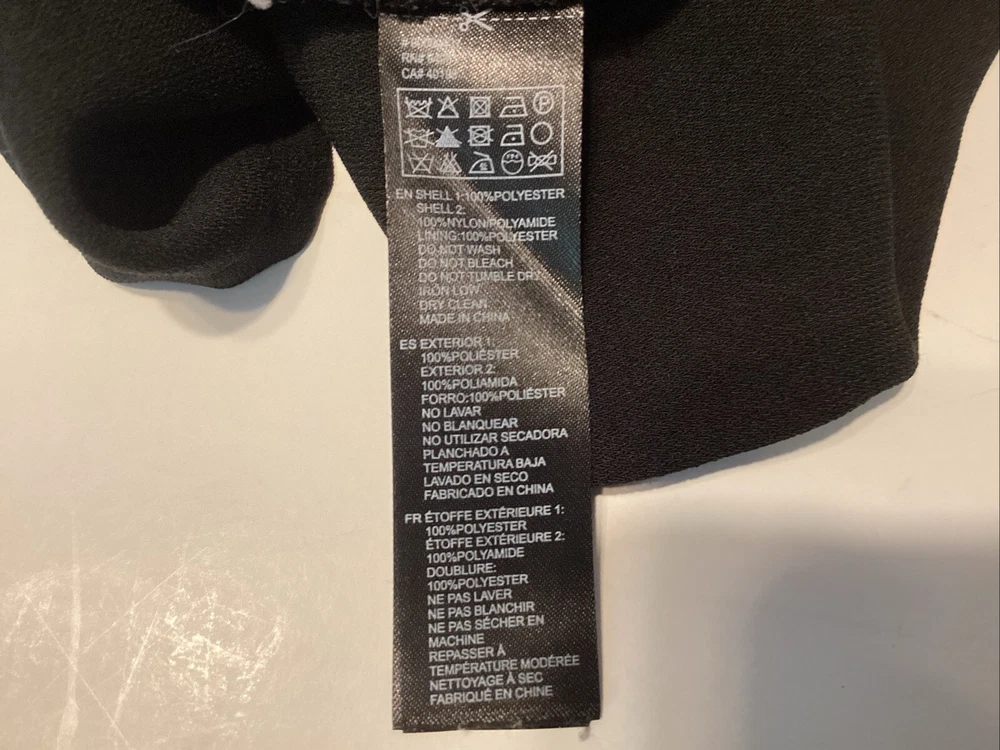 RN#
CA# 40
EN SHELL 1:100%POLYESTER
SHELL 2:
100%NYLON/POLYAMIDE
LINING:100%POLYESTER
DO NOT WASH
DO NOT BLEACH
DO NOT TUMBLE DRY
IRON LOW
DRY CLEAN
MADE IN CHINA
ES EXTERIOR 1:
100%POLIÉSTER
EXTERIOR 2:
100%POLIAMIDA
FORRO:100%POLIÉSTER
NO LAVAR
NO BLANQUEAR
NO UTILIZAR SECADORA
PLANCHADO A
TEMPERATURA BAJA
LAVADO EN SECO
FABRICADO EN CHINA
FR ÉTOFFE EXTÉRIEURE 1:
100%POLYESTER
ÉTOFFE EXTÉRIEURE 2:
100%POLYAMIDE
DOUBLURE:
100%POLYESTER
NE PAS LAVER
NE PAS BLANCHIR
NE PAS SÉCHER EN
MACHINE
REPASSER À
TEMPÉRATURE MODÉRÉE
NETTOYAGE À SEC
FABRIQUÉ EN CHINE